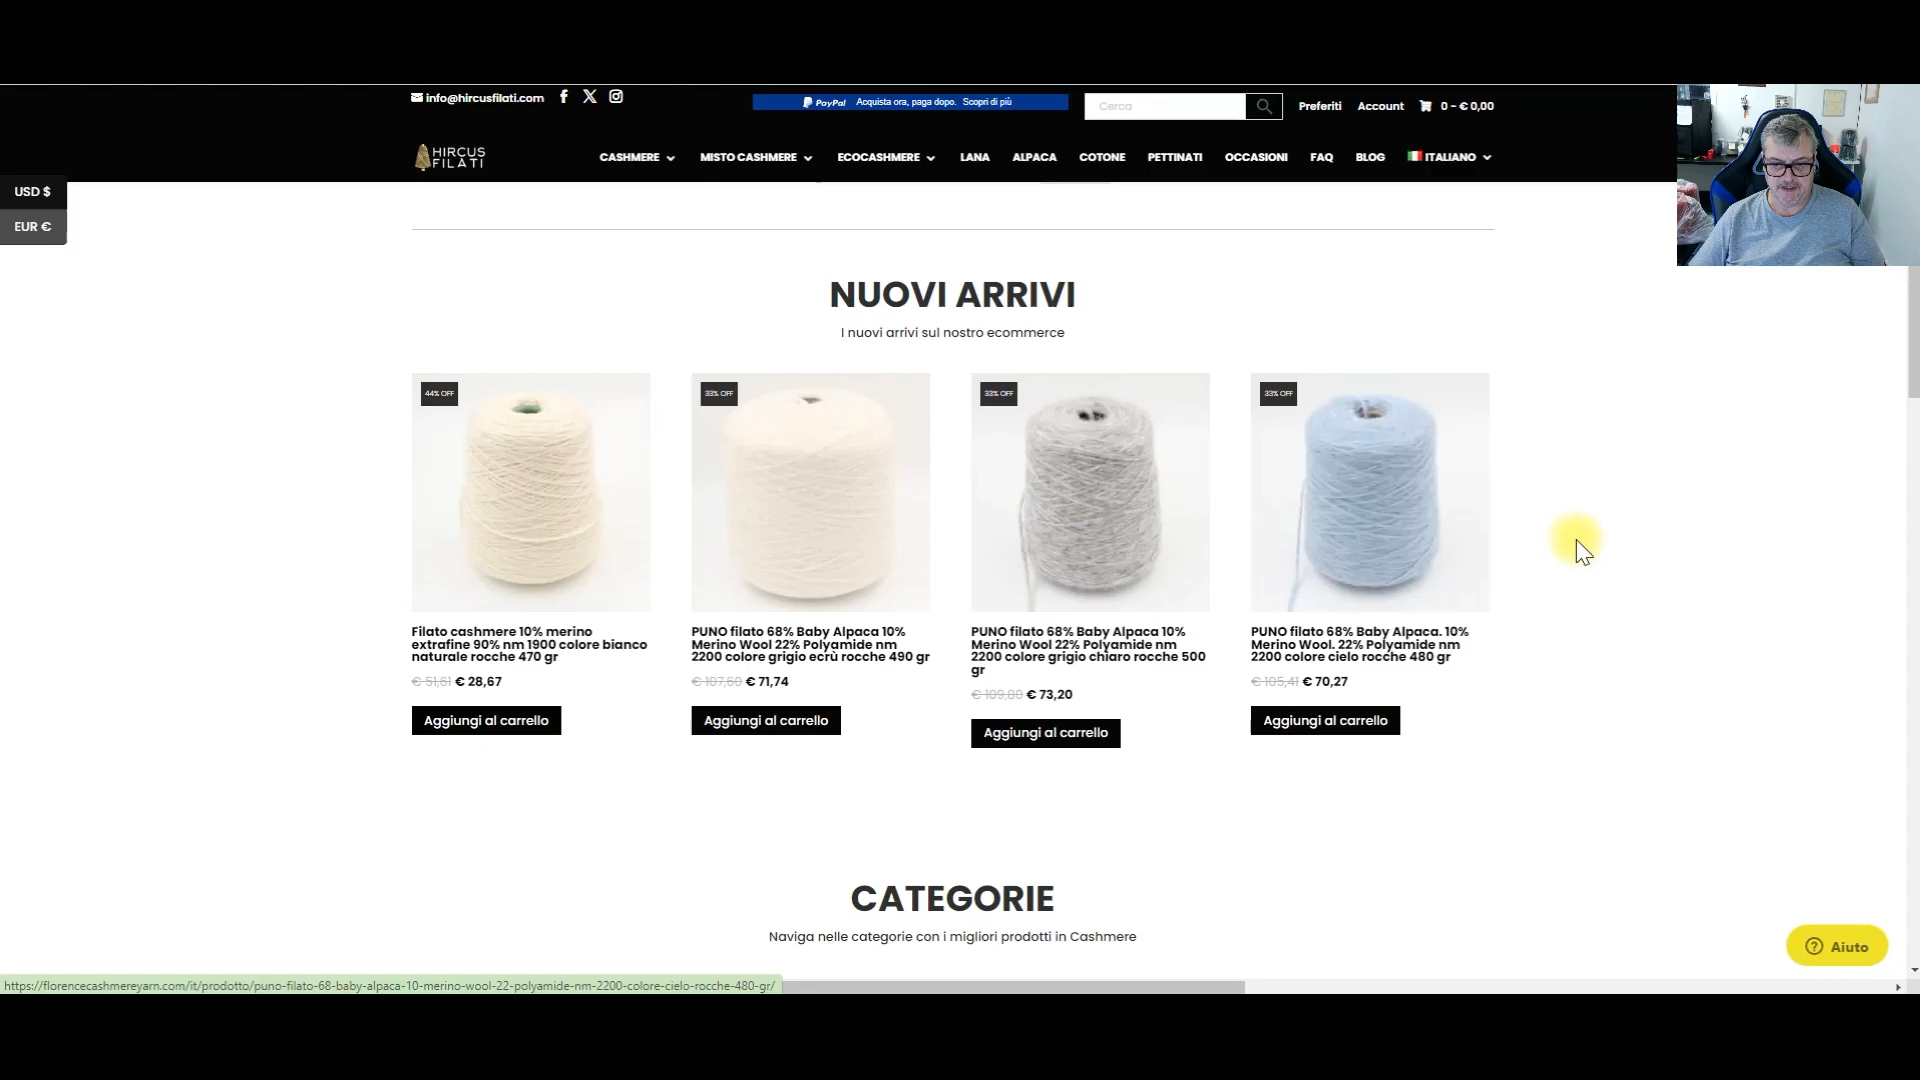 info@hircusfilati.com
PayPal Acquista ora, paga dopo. Scopri di più
Cerca
Preferiti
Account
0 - € 0,00
HIRCUS
FILATI
CASHMERE
MISTO CASHMERE
ECOCASHMERE
LANA
ALPACA
COTONE
PETTINATI
OCCASIONI
FAQ
BLOG
ITALIANO
USD $
EUR €
NUOVI ARRIVI
I nuovi arrivi sul nostro ecommerce
44% OFF
33% OFF
33% OFF
33% OFF
Filato cashmere 10% merino
extrafine 90% nm 1900 colore bianco
naturale rocche 470 gr
€ 51,61 € 28,67
Aggiungi al carrello
PUNO filato 68% Baby Alpaca 10%
Merino Wool 22% Polyamide nm
2200 colore grigio ecrù rocche 490 gr
€ 107,60 € 71,74
Aggiungi al carrello
PUNO filato 68% Baby Alpaca 10%
Merino Wool 22% Polyamide nm
2200 colore grigio chiaro rocche 500
gr
€ 109,80 € 73,20
Aggiungi al carrello
PUNO filato 68% Baby Alpaca. 10%
Merino Wool. 22% Polyamide nm
2200 colore cielo rocche 480 gr
€ 105,41 € 70,27
Aggiungi al carrello
CATEGORIE
Naviga nelle categorie con i migliori prodotti in Cashmere
Aiuto
https://florencecashmereyarn.com/it/prodotto/puno-filato-68-baby-alpaca-10-merino-wool-22-polyamide-nm-2200-colore-cielo-rocche-480-gr/